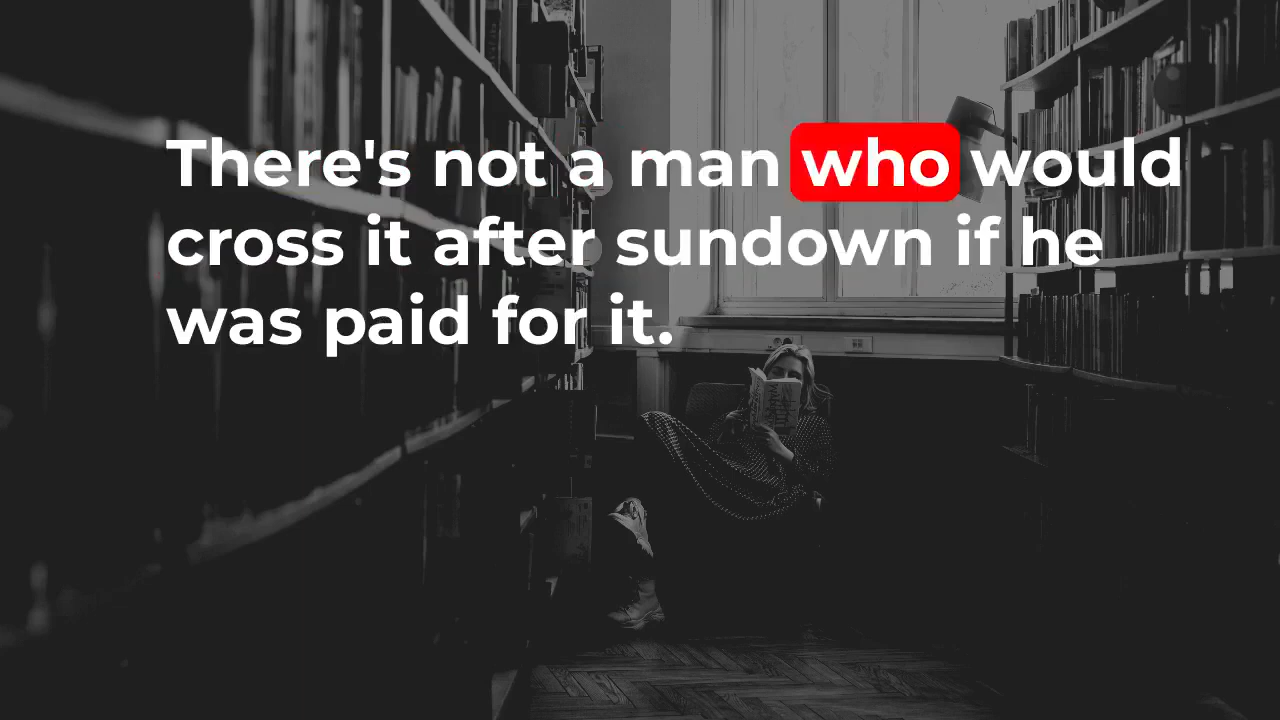 There's not a man who would
cross it after sundown if he
was paid for it.